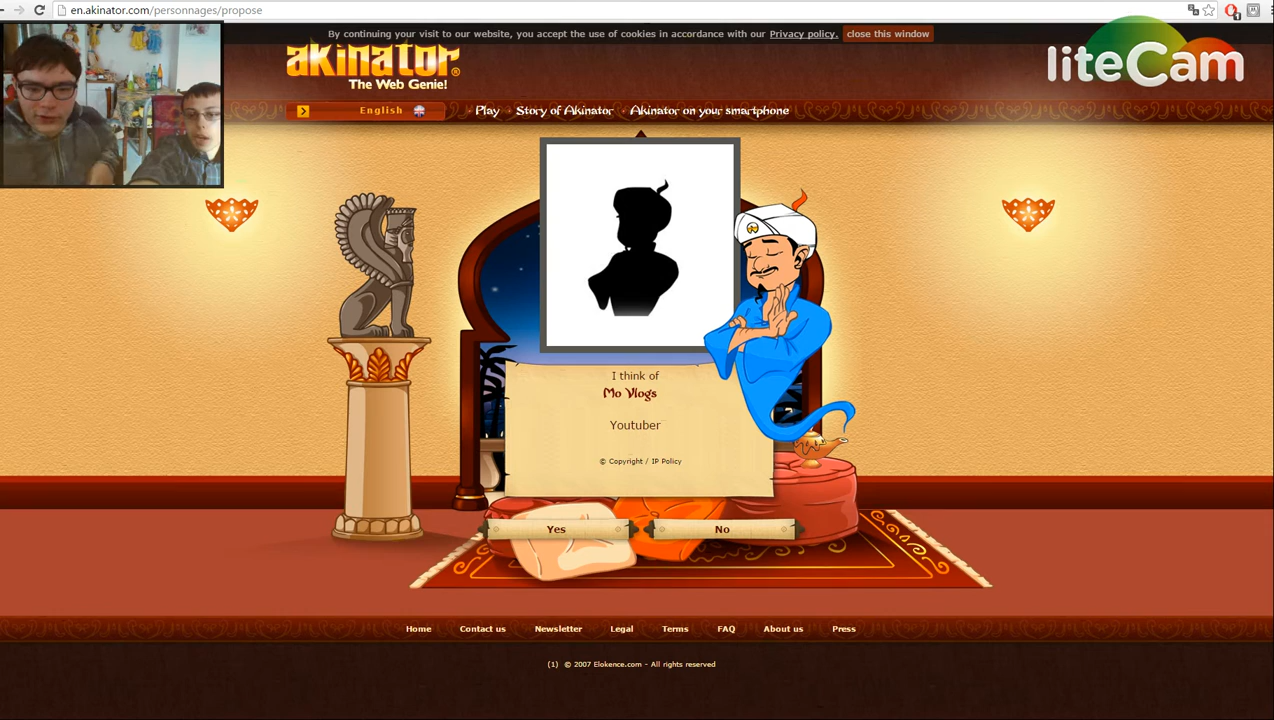 en.akinator.com/personnages/propose
By continuing your visit to our website, you accept the use of cookies in accordance with our Privacy policy. close this window
akinator®
The Web Genie!
liteCam
English
Play Story of Akinator Akinator on your smartphone
I think of
Mo Vlogs
Youtuber
© Copyright / IP Policy
Yes No
Home Contact us Newsletter Legal Terms FAQ About us Press
(1) © 2007 Elokence.com - All rights reserved